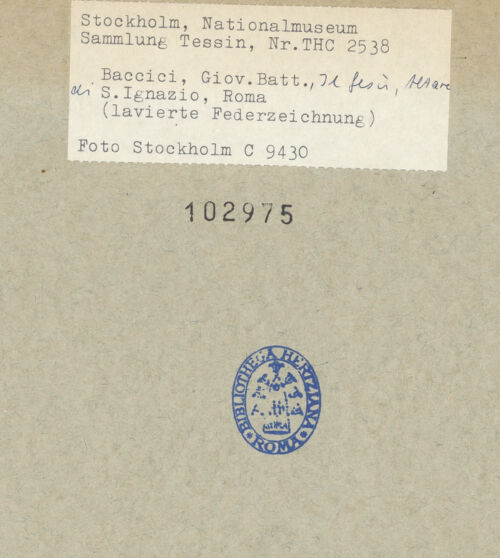 Stockholm, Nationalmuseum
Sammlung Tessin, Nr.THC 2538
Baccici, Giov.Batt., Il Gesù, Altare
di S.Ignazio, Roma
(lavierte Federzeichnung)
Foto Stockholm C 9430
102975
BIBLIOTHECA HERTZIANA
* ROMA *